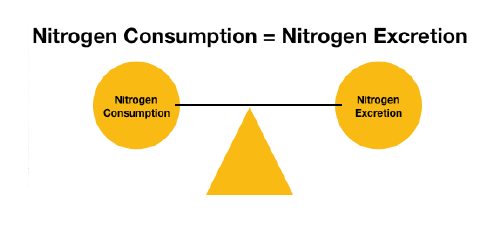 Nitrogen Consumption = Nitrogen Excretion
Nitrogen
Consumption
Nitrogen
Excretion